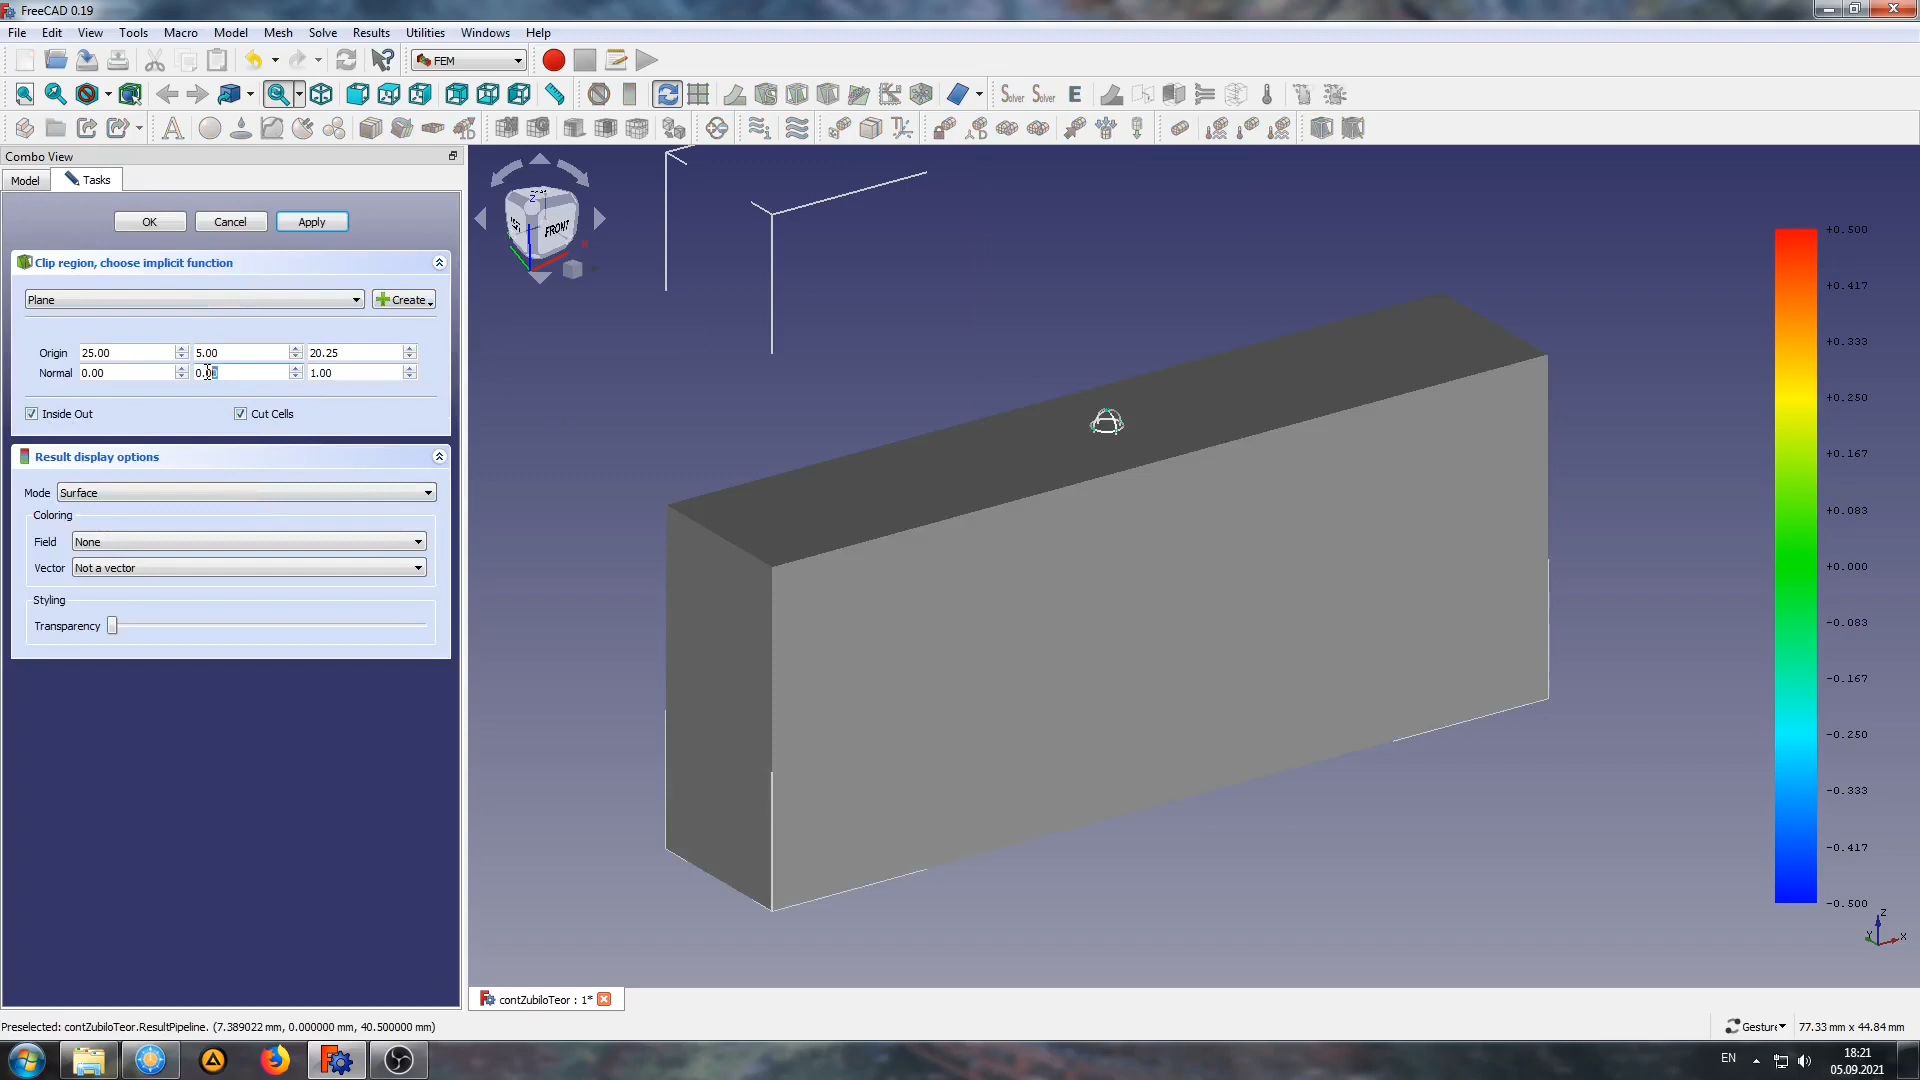 FreeCAD 0.19
File Edit View Tools Macro Model Mesh Solve Results Utilities Windows Help
FEM
Solver Solver E
A
Combo View
Model Tasks
OK Cancel Apply
Clip region, choose implicit function
Plane Create
Origin 25.00 5.00 20.25
Normal 0.00 1.00
Inside Out Cut Cells
Result display options
Mode Surface
Coloring
Field None
Vector Not a vector
Styling
Transparency
Z
FRONT
X
+0.500
+0.417
+0.333
+0.250
+0.167
+0.083
+0.000
-0.083
-0.167
-0.250
-0.333
-0.417
-0.500
Z
Y X
contZubiloTeor : 1*
Preselected: contZubiloTeor.ResultPipeline. (7.389022 mm, 0.000000 mm, 40.500000 mm)
Gesture 77.33 mm x 44.84 mm
EN
18:21
05.09.2021